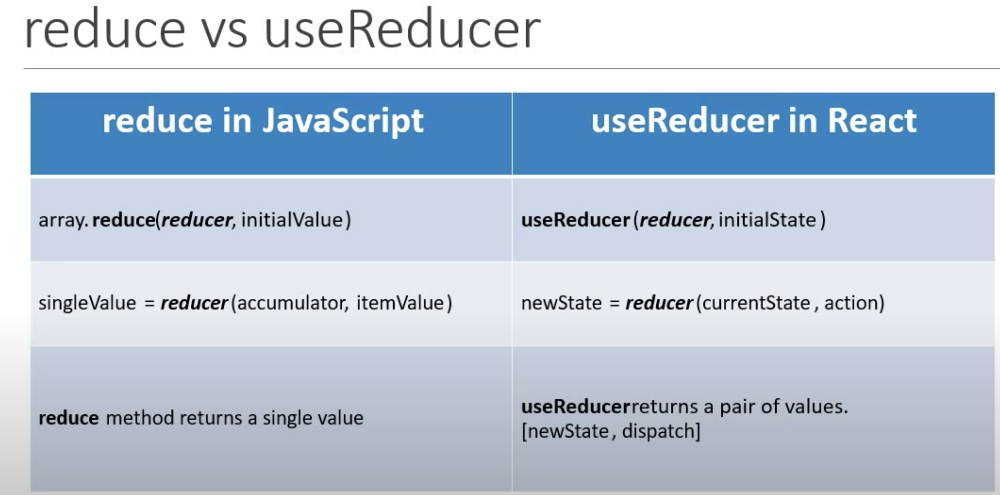 reduce vs useReducer
reduce in JavaScript
useReducer in React
array.reduce(reducer, initialValue)
useReducer(reducer, initialState)
singleValue = reducer(accumulator, itemValue)
newState = reducer(currentState, action)
reduce method returns a single value
useReducer returns a pair of values.
[newState, dispatch]